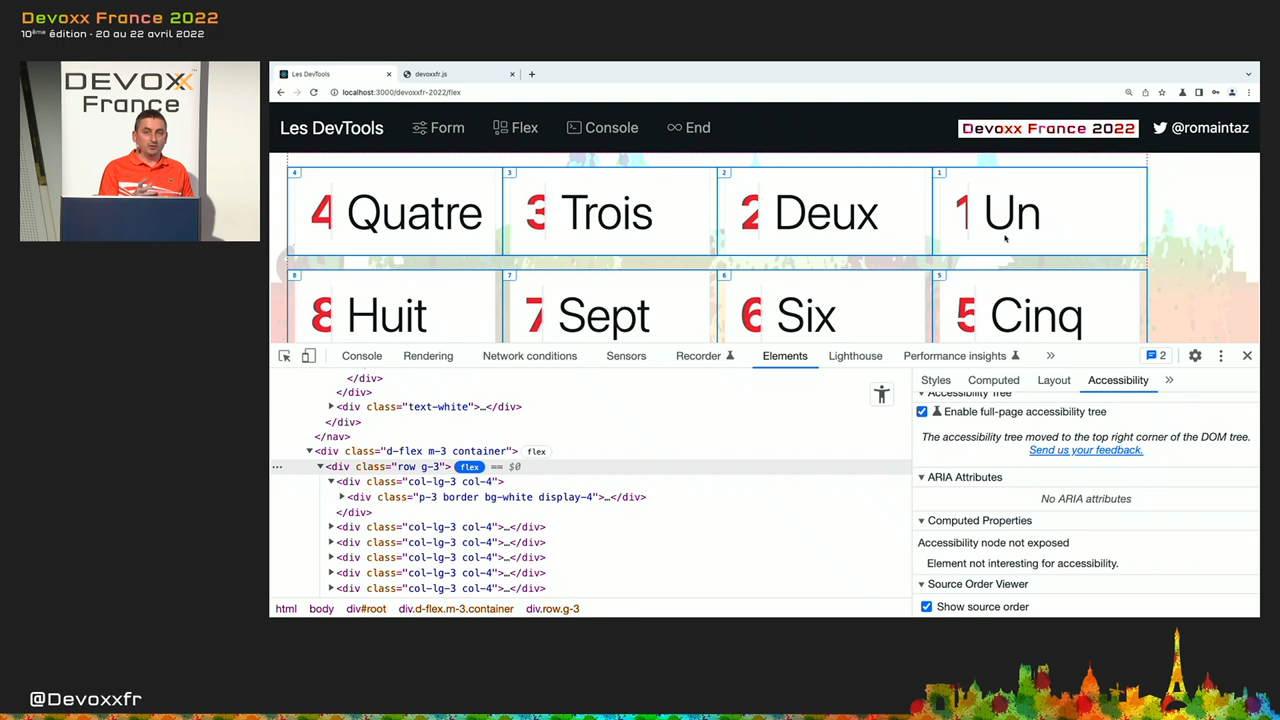 Devoxx France 2022
10ème édition - 20 au 22 avril 2022
DEVOXX™
France
Les DevTools
devoxxfr.js
localhost:3000/devoxxfr-2022/flex
Les DevTools
Form
Flex
Console
End
Devoxx France 2022
@romaintaz
4
4 Quatre
3
3 Trois
2
2 Deux
1
1 Un
8
8 Huit
7
7 Sept
6
6 Six
5
5 Cinq
Console
Rendering
Network conditions
Sensors
Recorder
Elements
Lighthouse
Performance insights
»
2
</div>
</div>
▶<div class="text-white">…</div>
</div>
</nav>
▼<div class="d-flex m-3 container"> flex
… ▼<div class="row g-3"> flex == $0
▼<div class="col-lg-3 col-4">
▶<div class="p-3 border bg-white display-4">…</div>
</div>
▶<div class="col-lg-3 col-4">…</div>
▶<div class="col-lg-3 col-4">…</div>
▶<div class="col-lg-3 col-4">…</div>
▶<div class="col-lg-3 col-4">…</div>
▶<div class="col-lg-3 col-4">…</div>
html body div#root div.d-flex.m-3.container div.row.g-3
Styles
Computed
Layout
Accessibility
»
Accessibility Tree
Enable full-page accessibility tree
The accessibility tree moved to the top right corner of the DOM tree.
Send us your feedback.
ARIA Attributes
No ARIA attributes
Computed Properties
Accessibility node not exposed
Element not interesting for accessibility.
Source Order Viewer
Show source order
@Devoxxfr